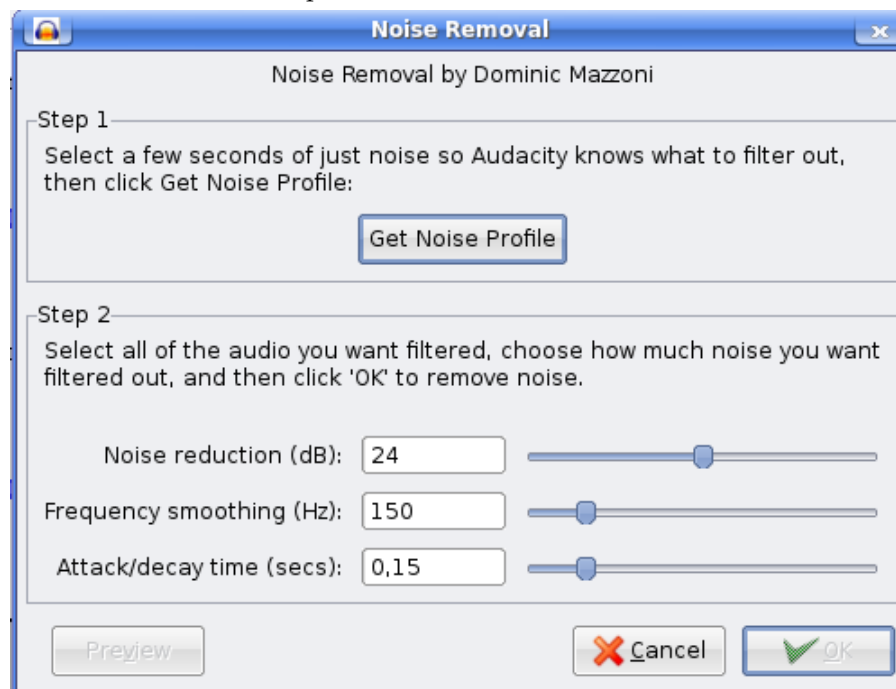 Noise Removal
Noise Removal by Dominic Mazzoni
Step 1
Select a few seconds of just noise so Audacity knows what to filter out,
then click Get Noise Profile:
Get Noise Profile
Step 2
Select all of the audio you want filtered, choose how much noise you want
filtered out, and then click 'OK' to remove noise.
Noise reduction (dB): 24
Frequency smoothing (Hz): 150
Attack/decay time (secs): 0,15
Preview Cancel OK